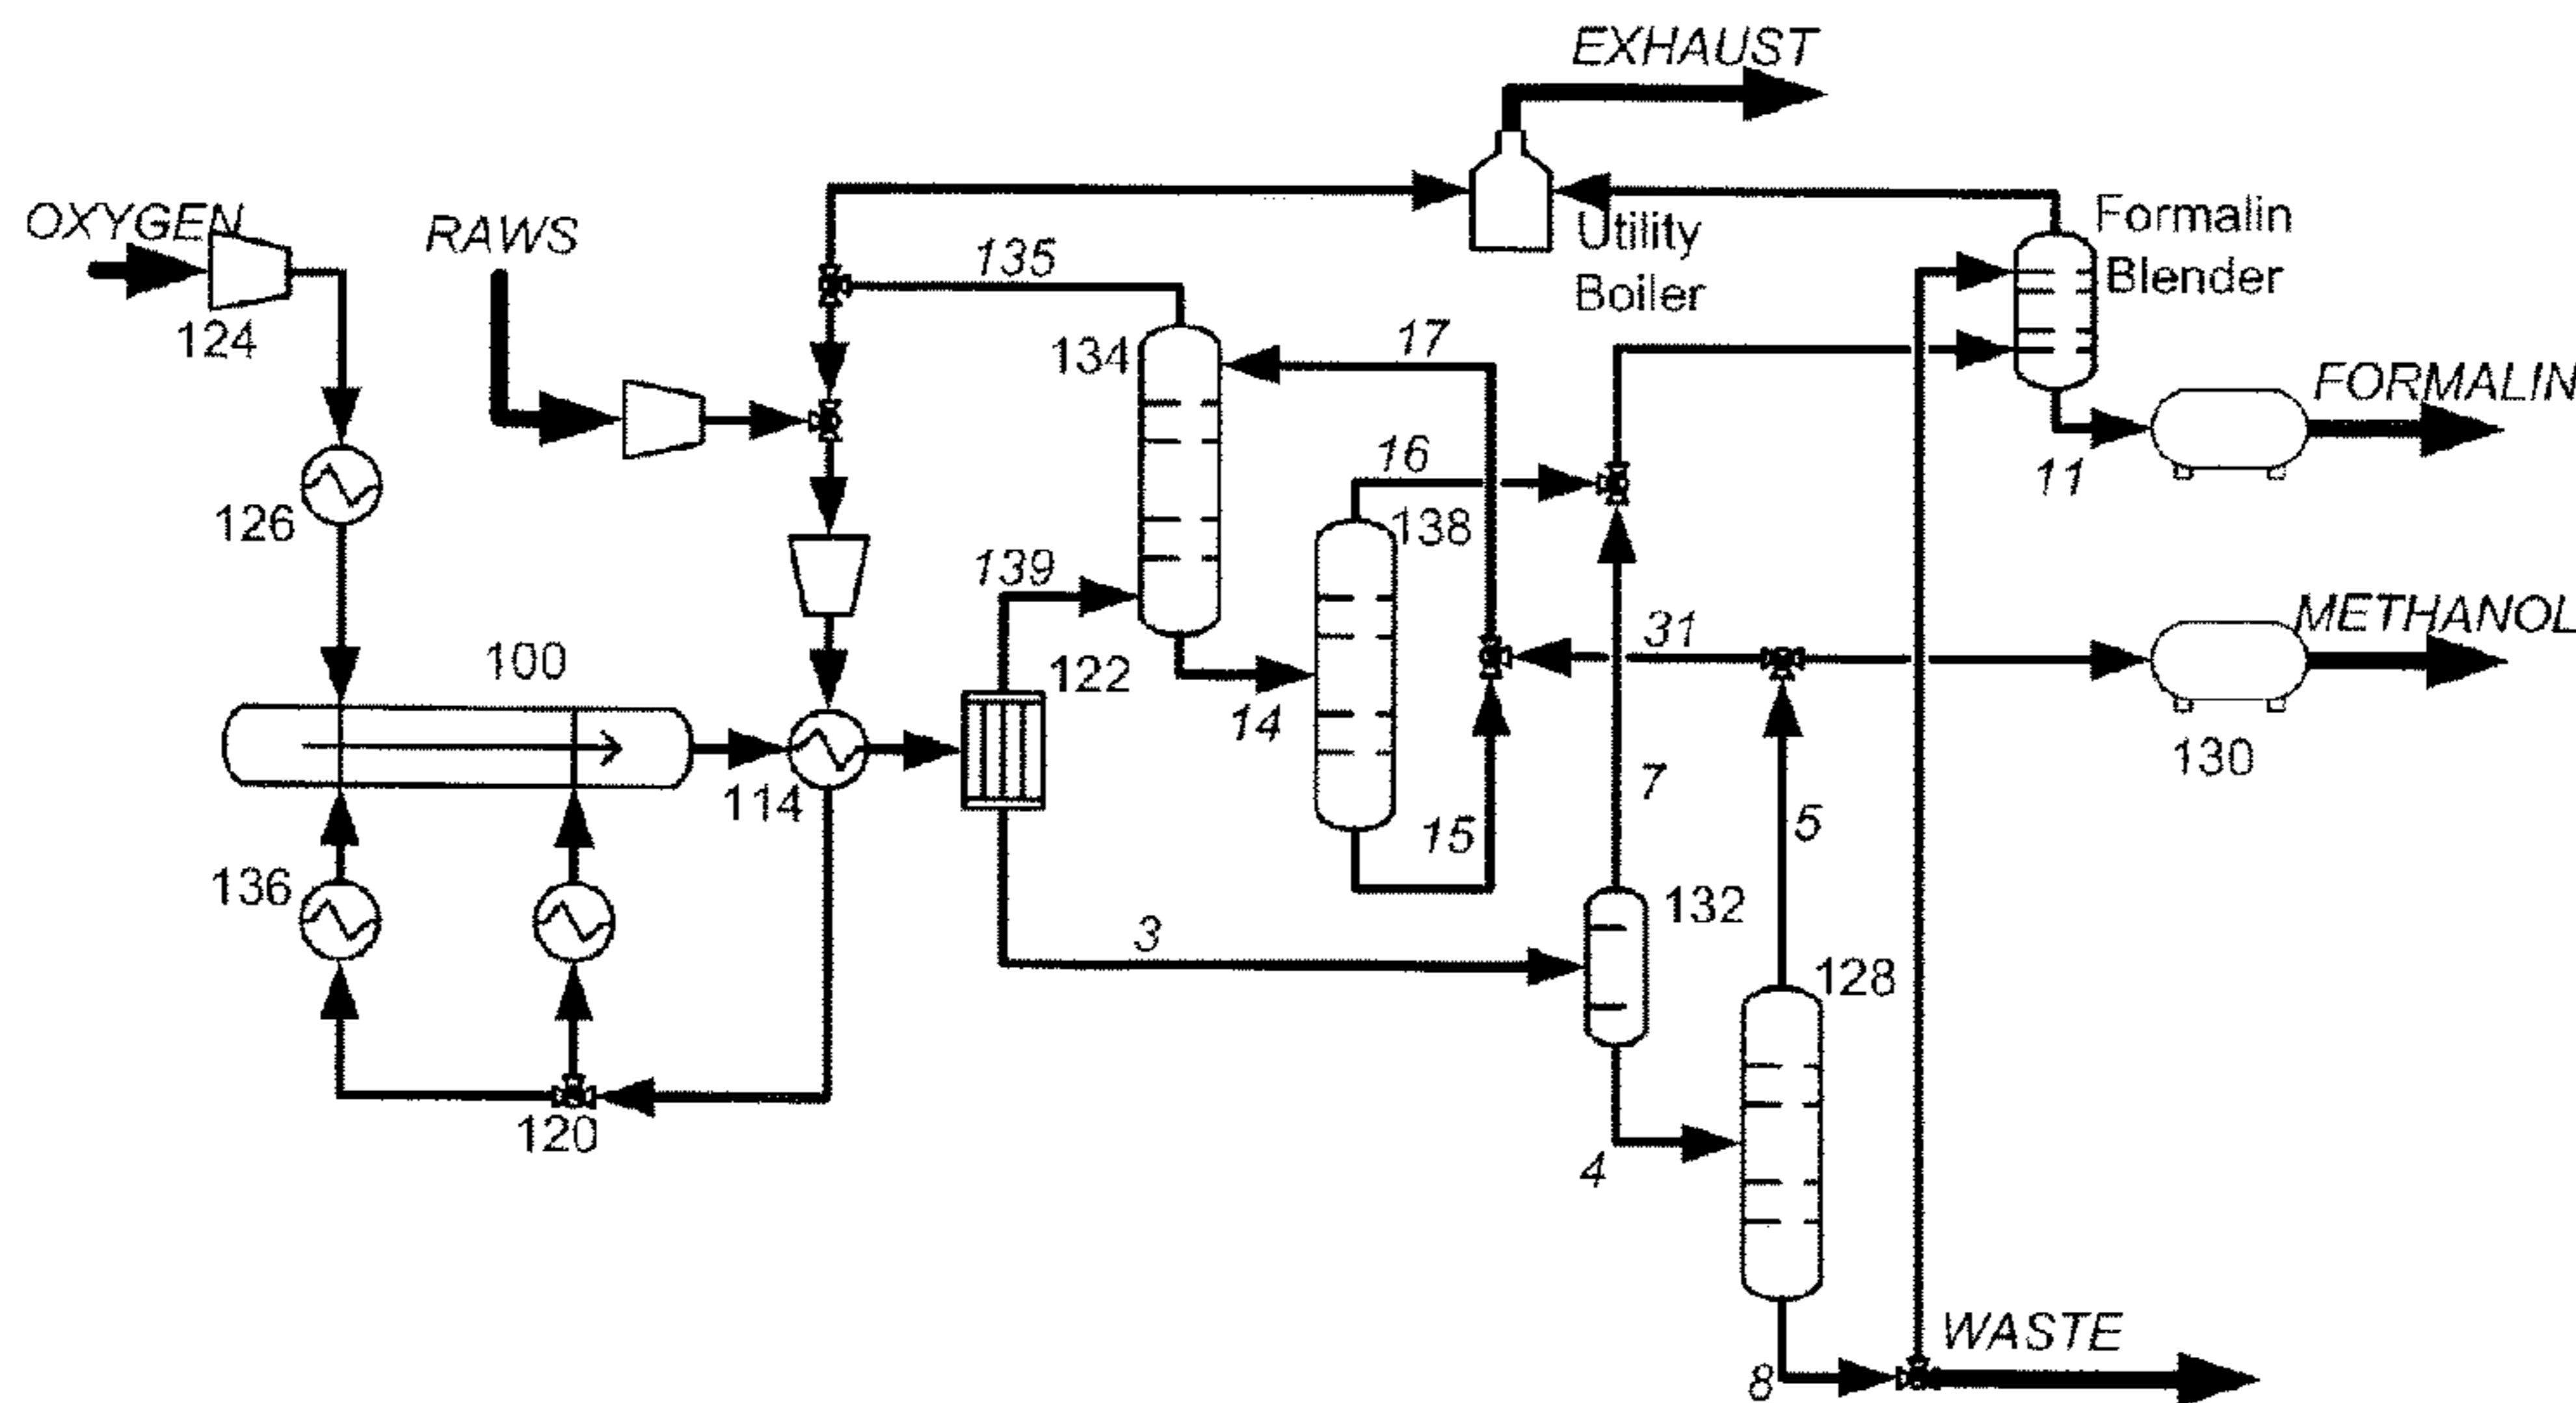 EXHAUST
OXYGEN
RAWS
Utility
Boiler
Formalin
Blender
135
124
134
17
FORMALIN
16
11
126
138
139
31
METHANOL
100
122
14
114
7
130
5
15
136
132
3
128
120
4
WASTE
8